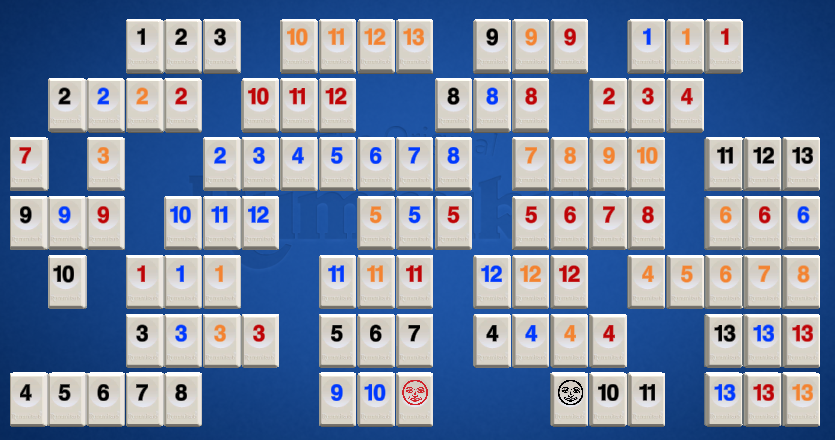 1 2 3 10 11 12 13 9 9 9 1 1 1
2 2 2 2 10 11 12 8 8 8 2 3 4
Original
7 3 2 3 4 5 6 7 8 7 8 9 10 11 12 13
9 9 9 10 11 12 5 5 5 5 6 7 8 6 6 6
10 1 1 1 11 11 11 12 12 12 4 5 6 7 8
3 3 3 3 5 6 7 4 4 4 4 13 13 13
4 5 6 7 8 9 10 10 11 13 13 13